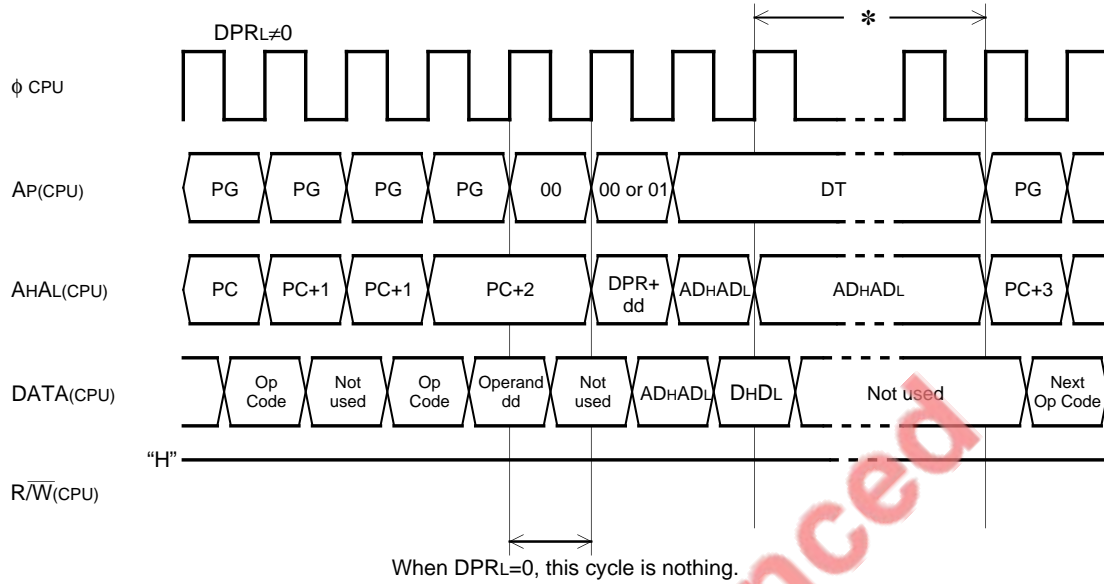 DPRL≠0
*
ϕ CPU
AP(CPU)
PG
PG
PG
PG
00
00 or 01
DT
PG
AHAL(CPU)
PC
PC+1
PC+1
PC+2
DPR+
dd
ADHADL
ADHADL
PC+3
DATA(CPU)
Op
Code
Not
used
Op
Code
Operand
dd
Not
used
ADHADL
DHDL
Not used
Next
Op Code
“H”
R/W̅(CPU)
When DPRL=0, this cycle is nothing.